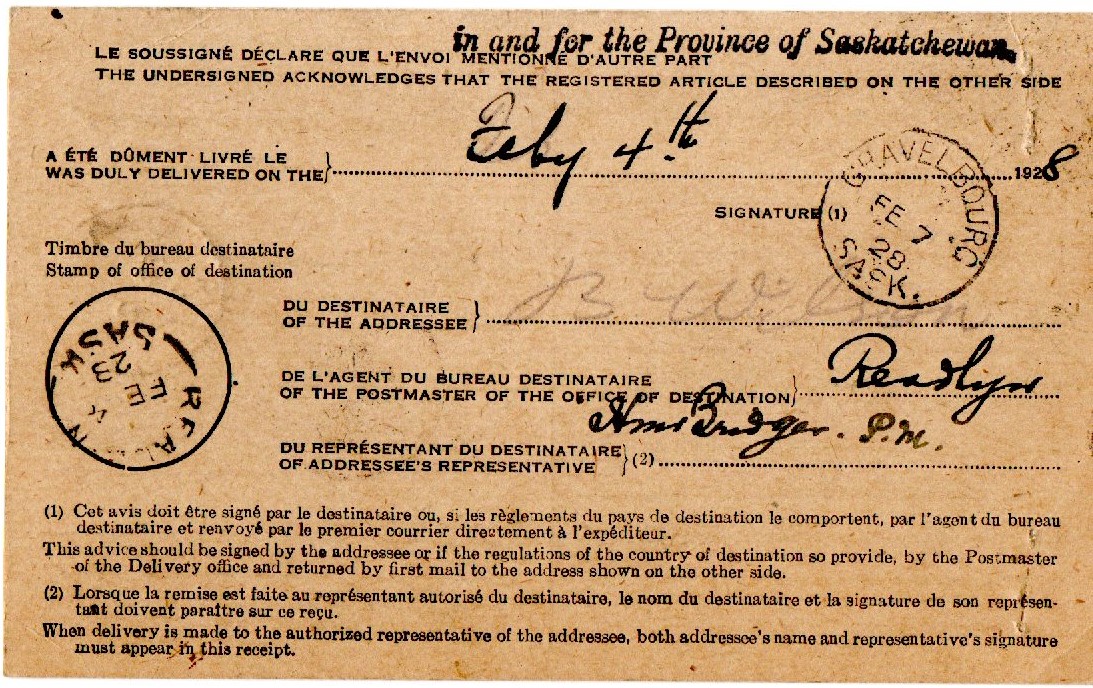 in and for the Province of Saskatchewan
LE SOUSSIGNÉ DÉCLARE QUE L'ENVOI MENTIONNÉ D'AUTRE PART
THE UNDERSIGNED ACKNOWLEDGES THAT THE REGISTERED ARTICLE DESCRIBED ON THE OTHER SIDE
A ÉTÉ DÛMENT LIVRÉ LE
WAS DULY DELIVERED ON THE
Feby 4th
1928
SIGNATURE (1)
GRAVELBOURG
FE 7
28
SASK.
Timbre du bureau destinataire
Stamp of office of destination
SASK
23
FE
4
DU DESTINATAIRE
OF THE ADDRESSEE
B
DE L'AGENT DU BUREAU DESTINATAIRE
OF THE POSTMASTER OF THE OFFICE OF DESTINATION
Readlyn
Bridger. P.M.
DU REPRÉSENTANT DU DESTINATAIRE
OF ADDRESSEE'S REPRESENTATIVE (2)
(1) Cet avis doit être signé par le destinataire ou, si les règlements du pays de destination le comportent, par l'agent du bureau
destinataire et renvoyé par le premier courrier directement à l'expéditeur.
This advice should be signed by the addressee or if the regulations of the country of destination so provide, by the Postmaster
of the Delivery office and returned by first mail to the address shown on the other side.
(2) Lorsque la remise est faite au représentant autorisé du destinataire, le nom du destinataire et la signature de son représen-
tant doivent paraître sur ce reçu.
When delivery is made to the authorized representative of the addressee, both addressee's name and representative's signature
must appear in this receipt.